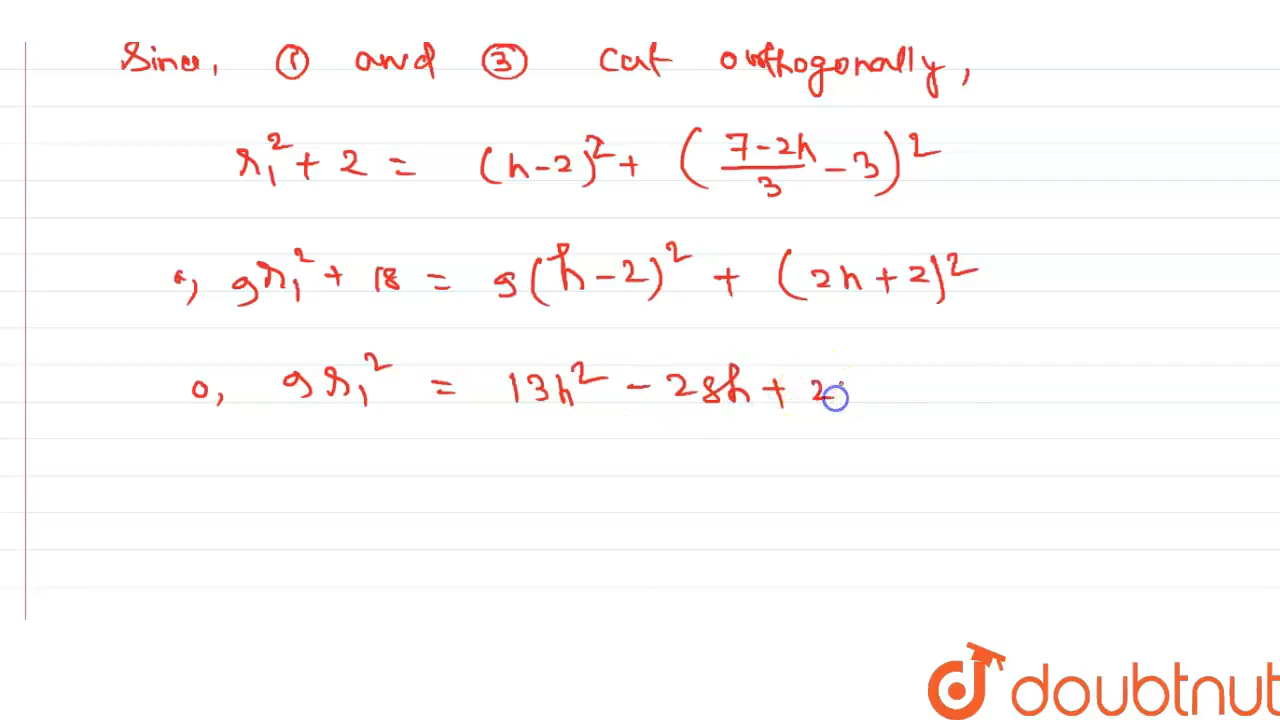 Since, ① and ③ cut orthogonally,
r₁² + 2 = (h-2)² + ( (7-2h)/3 - 3 )²
o, 9r₁² + 18 = 9(h-2)² + (2h+2)²
o, 9r₁² = 13h² - 28h + 2
doubtnut